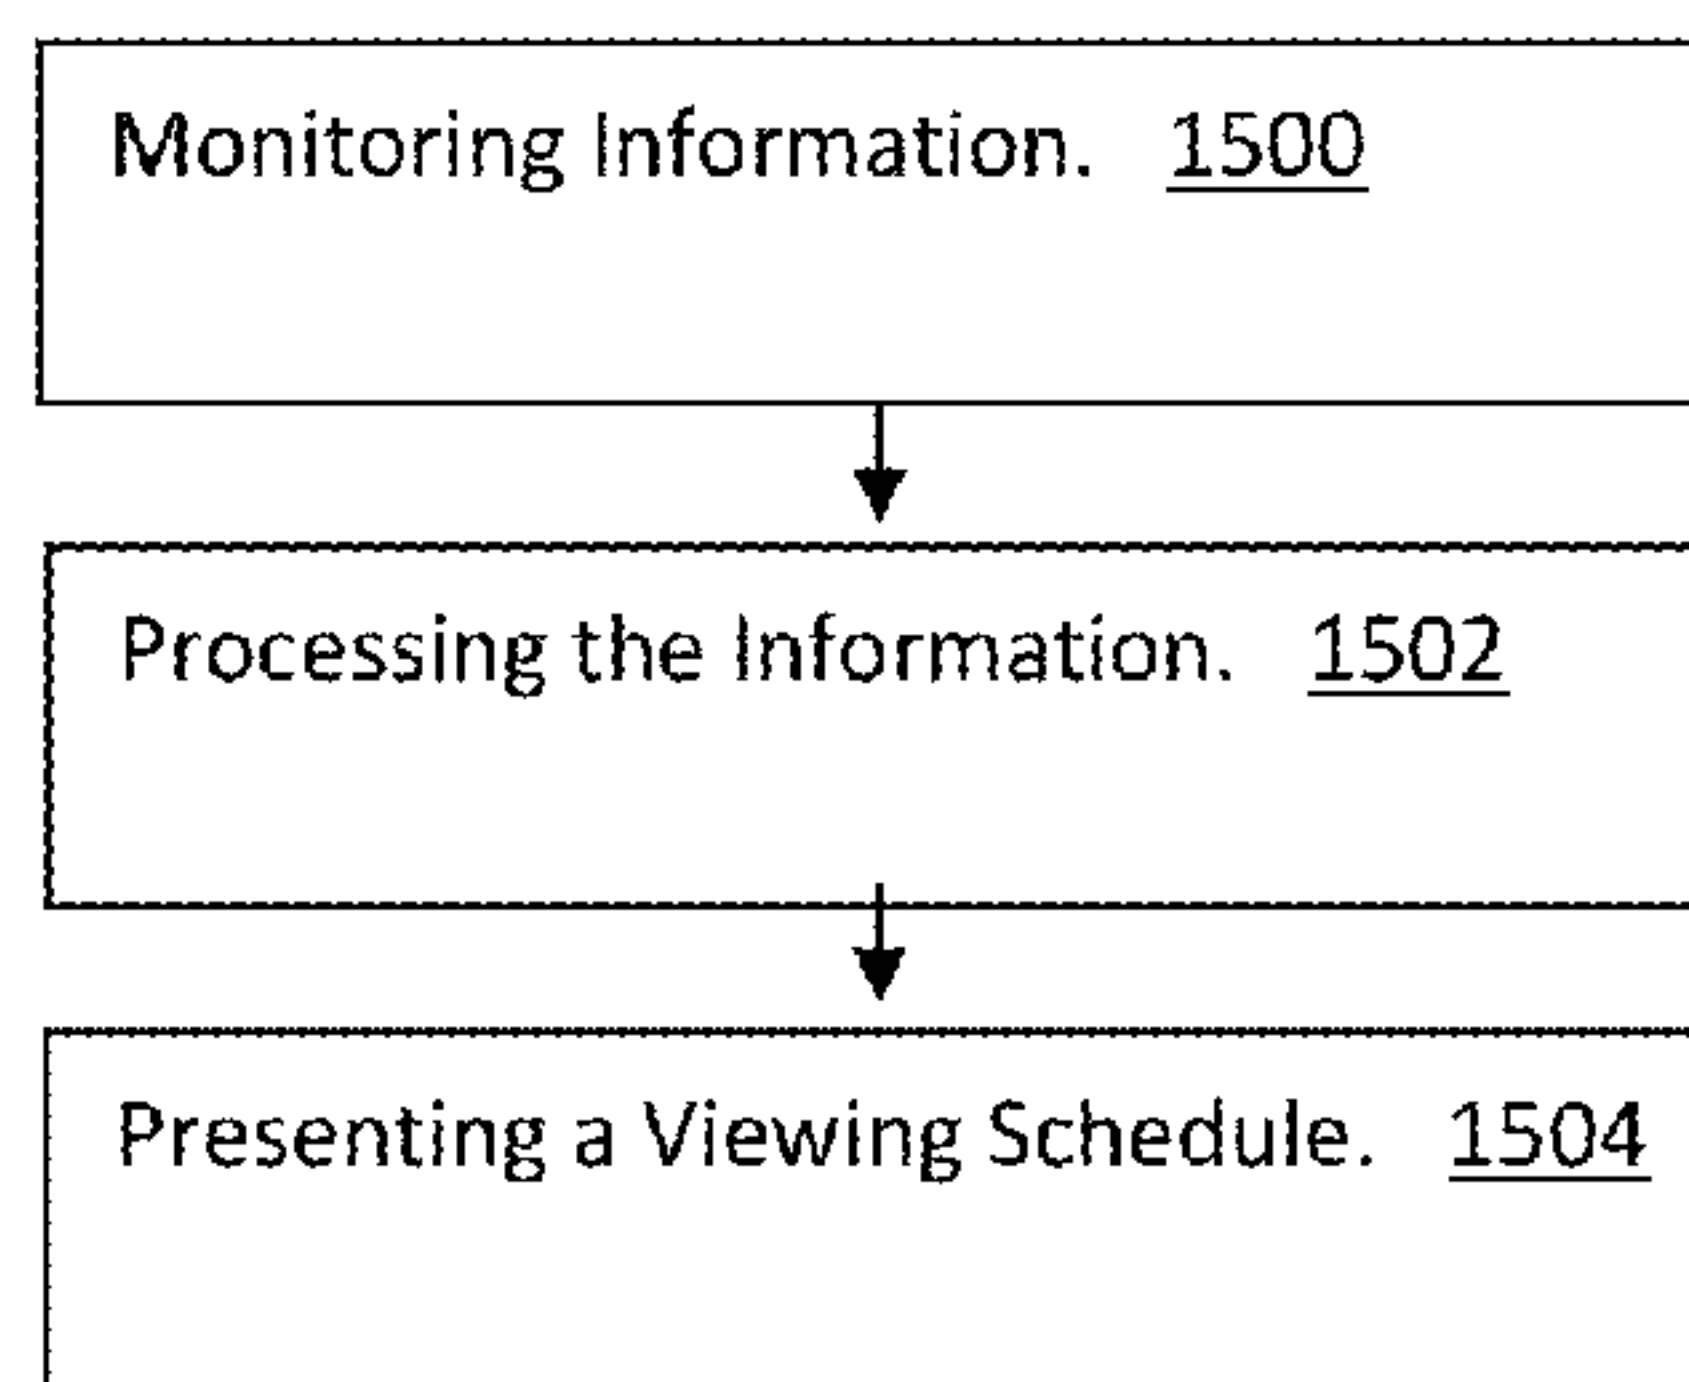 Monitoring Information. 1500
Processing the Information. 1502
Presenting a Viewing Schedule. 1504